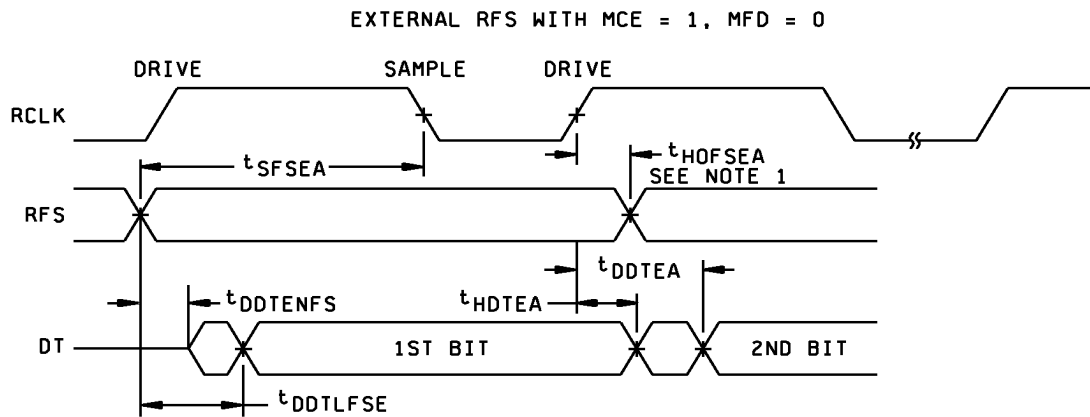 EXTERNAL RFS WITH MCE = 1, MFD = 0
DRIVE SAMPLE DRIVE
RCLK
tSFSEA tHOFSEA
SEE NOTE 1
RFS
tDDTEA
tDDTENFS tHDTEA
DT 1ST BIT 2ND BIT
tDDTLFSE